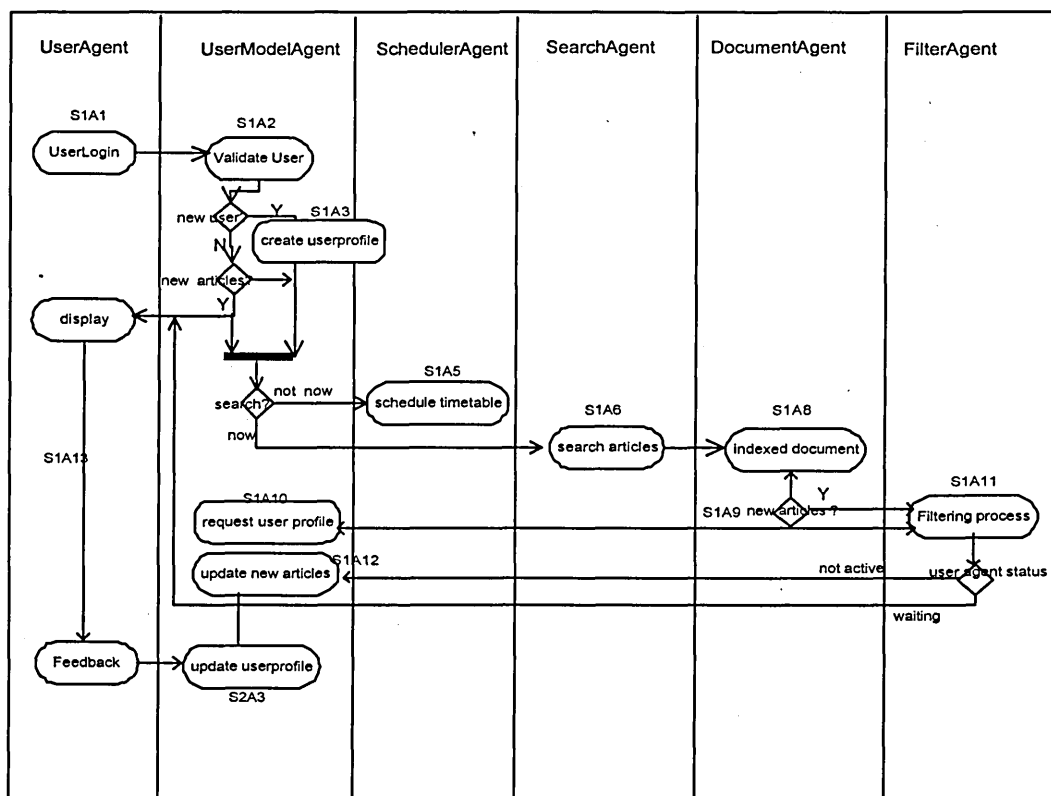 UserAgent
UserModelAgent
SchedulerAgent
SearchAgent
DocumentAgent
FilterAgent
S1A1
S1A2
UserLogin
Validate User
new user
Y
S1A3
create userprofile
N
new articles?
Y
display
search?
not now
now
S1A5
schedule timetable
S1A6
search articles
S1A8
indexed document
S1A13
S1A10
request user profile
S1A9
new articles ?
Y
S1A11
Filtering process
S1A12
update new articles
not active
user agent status
waiting
Feedback
update userprofile
S2A3